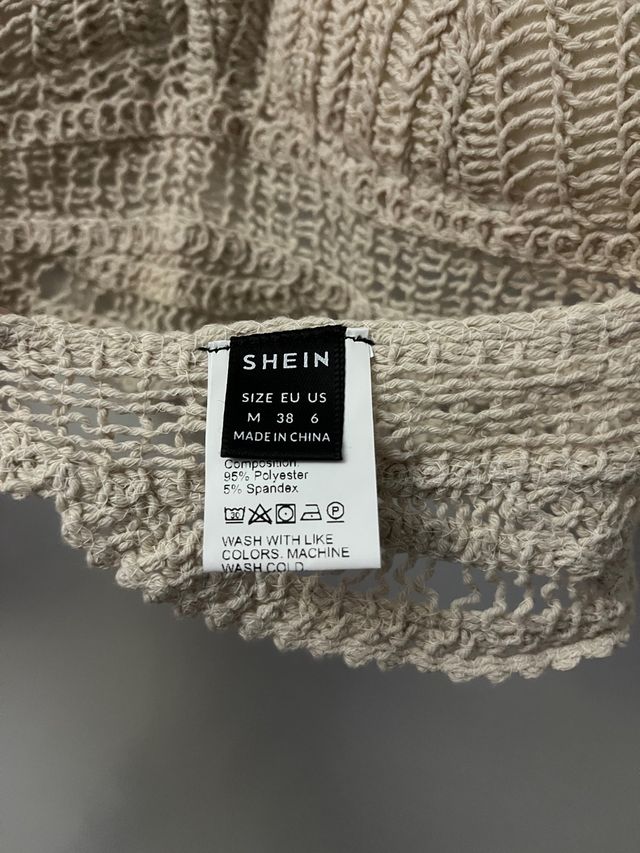 SHEIN
SIZE EU US
M 38 6
MADE IN CHINA
Composition:
95% Polyester
5% Spandex
WASH WITH LIKE
COLORS. MACHINE
WASH COLD